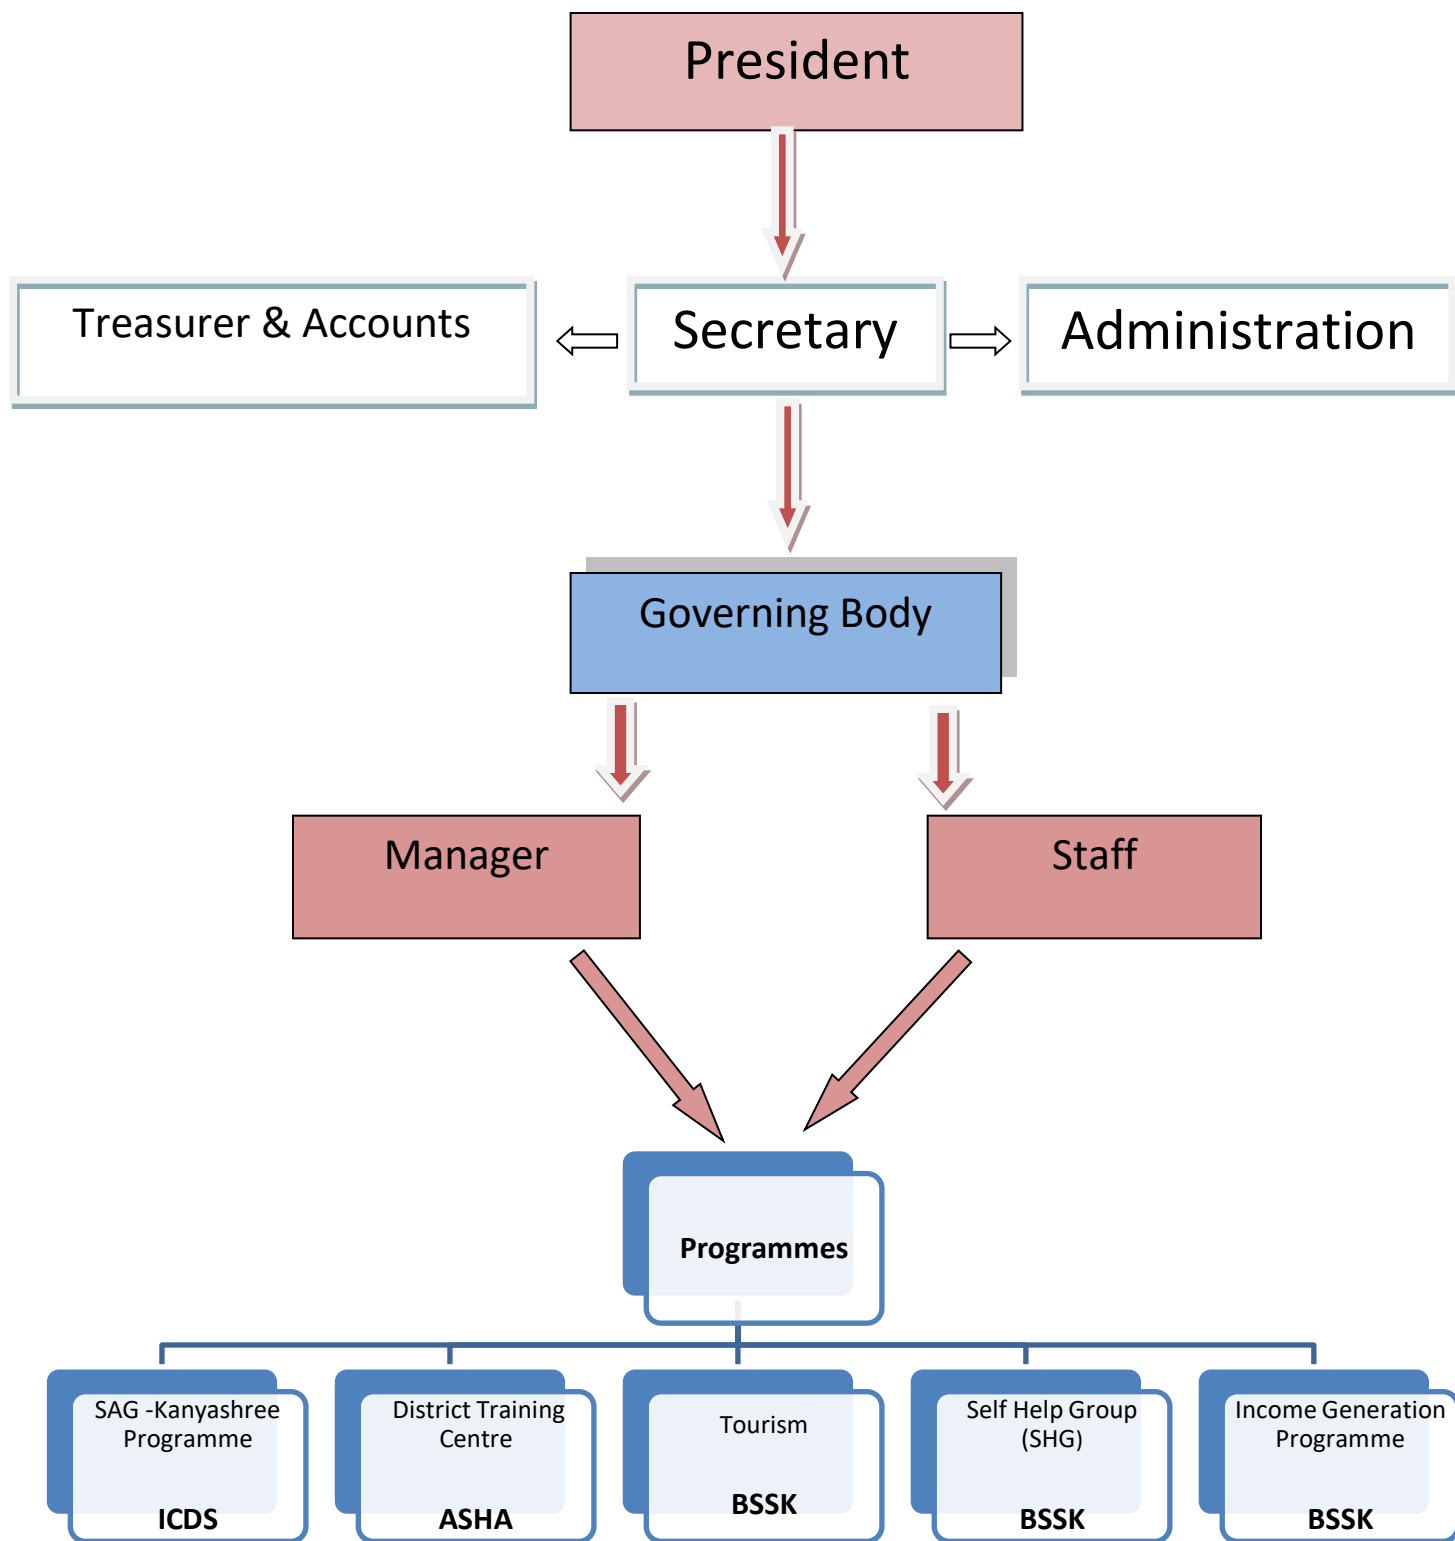 President
Treasurer & Accounts
Secretary
Administration
Governing Body
Manager
Staff
Programmes
SAG -Kanyashree
Programme
ICDS
District Training
Centre
ASHA
Tourism
BSSK
Self Help Group
(SHG)
BSSK
Income Generation
Programme
BSSK